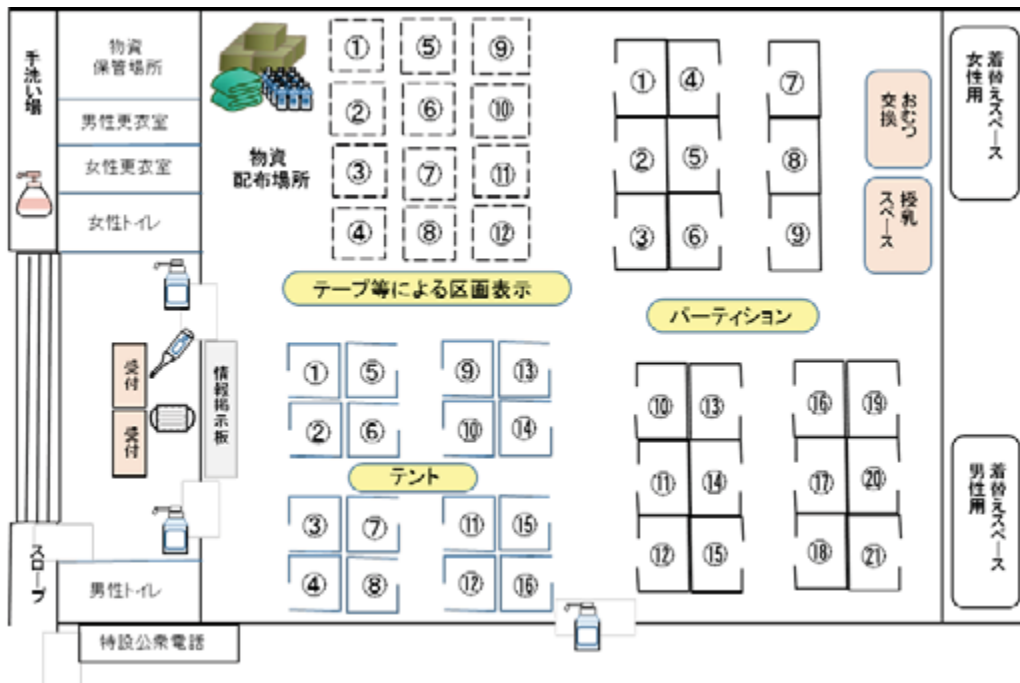 手洗い場
物資
保管場所
男性更衣室
女性更衣室
女性トイレ
物資
配布場所
① ⑤ ⑨
② ⑥ ⑩
③ ⑦ ⑪
④ ⑧ ⑫
テープ等による区画表示
① ④ ⑦
② ⑤ ⑧
③ ⑥ ⑨
パーティション
おむつ
交換
授乳
スペース
着替えスペース
女性用
受付
受付
情報掲示板
① ⑤ ⑨ ⑬
② ⑥ ⑩ ⑭
テント
③ ⑦ ⑪ ⑮
④ ⑧ ⑫ ⑯
⑩ ⑬ ⑯ ⑲
⑪ ⑭ ⑰ ⑳
⑫ ⑮ ⑱ ㉑
着替えスペース
男性用
スロープ
男性トイレ
特設公衆電話